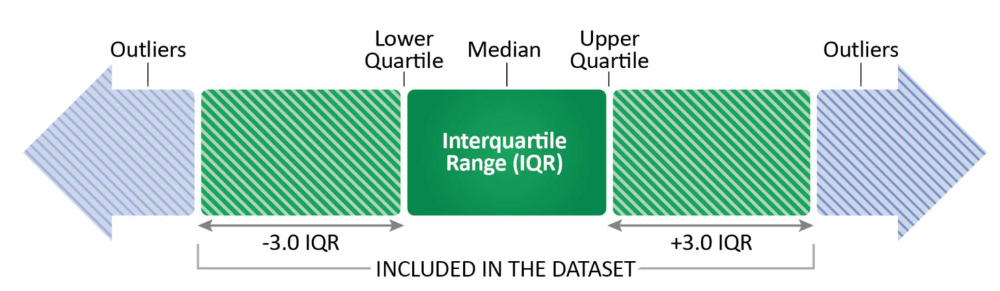 Outliers
Lower
Quartile
Median
Upper
Quartile
Outliers
Interquartile
Range (IQR)
-3.0 IQR
+3.0 IQR
INCLUDED IN THE DATASET